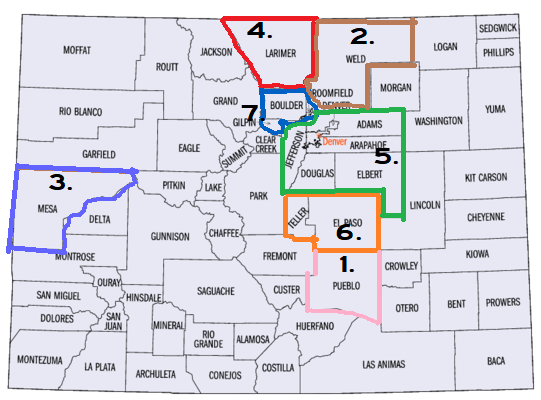 4.
2.
SEDGWICK
MOFFAT
JACKSON
LARIMER
WELD
LOGAN
PHILLIPS
ROUTT
GRAND
BOULDER
BROOMFIELD
DENVER
MORGAN
RIO BLANCO
7
GILPIN
ADAMS
WASHINGTON
YUMA
GARFIELD
EAGLE
SUMMIT
CLEAR
CREEK
JEFFERSON
Denver
ARAPAHOE
3.
MESA
PITKIN
LAKE
PARK
DOUGLAS
ELBERT
5.
KIT CARSON
DELTA
GUNNISON
CHAFFEE
TELLER
EL PASO
6.
LINCOLN
CHEYENNE
MONTROSE
FREMONT
1.
CROWLEY
KIOWA
OURAY
SAN MIGUEL
HINSDALE
SAGUACHE
CUSTER
PUEBLO
OTERO
BENT
PROWERS
DOLORES
SAN
JUAN
MINERAL
RIO
GRANDE
ALAMOSA
HUERFANO
MONTEZUMA
LA PLATA
ARCHULETA
CONEJOS
COSTILLA
LAS ANIMAS
BACA